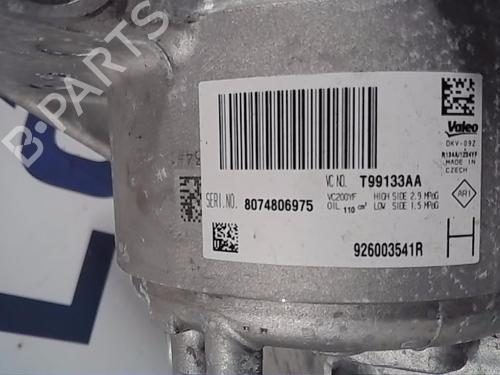 B-PARTS
Valeo
DKV-09Z
R134A/1234YF
MADE IN
CZECH
VC NO. T99133AA
SERI.NO. 8074806975
VC200YF HIGH SIDE 2.9 MPaG
OIL 110 cm³ LOW SIDE 1.5 MPaG
ARI
926003541R
H